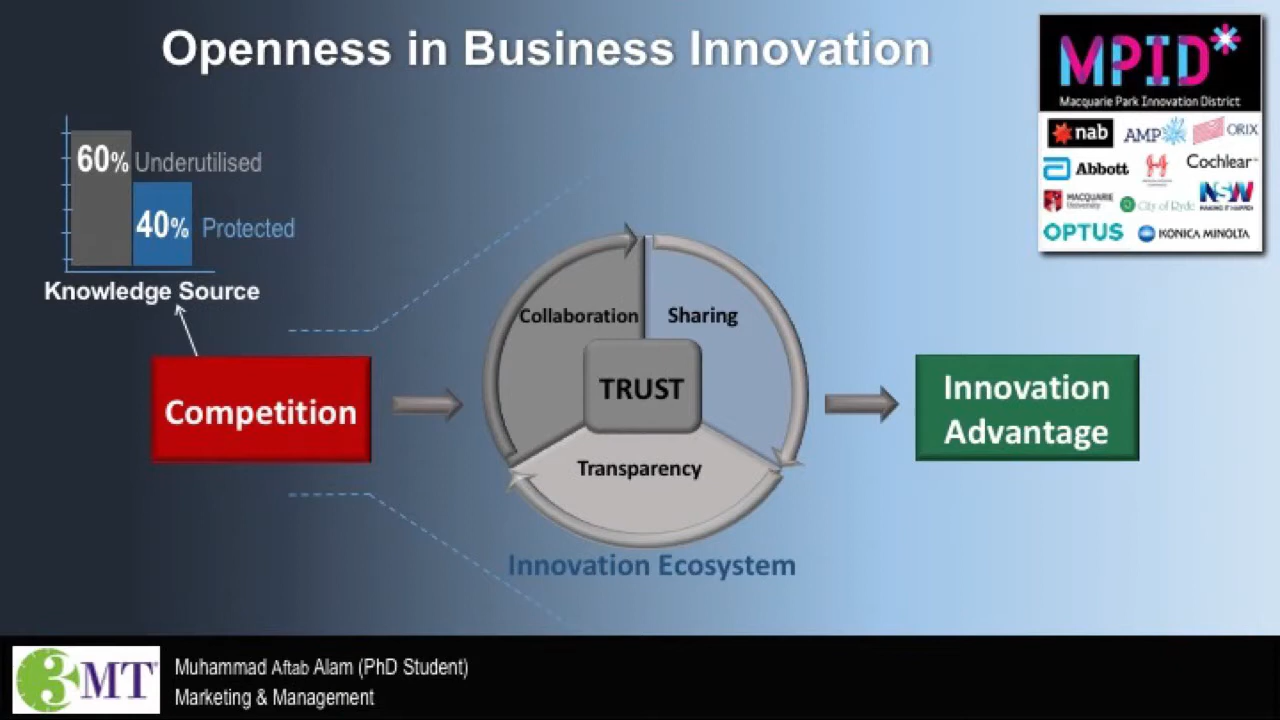 Openness in Business Innovation
MPID*
Macquarie Park Innovation District
nab
AMP
ORIX
Abbott
Cochlear
MACQUARIE
University
City of Ryde
NSW
MAKING IT HAPPEN
OPTUS
KONICA MINOLTA
60% Underutilised
40% Protected
Knowledge Source
Competition
Collaboration
Sharing
TRUST
Transparency
Innovation Ecosystem
Innovation
Advantage
3MT
Muhammad Aftab Alam (PhD Student)
Marketing & Management